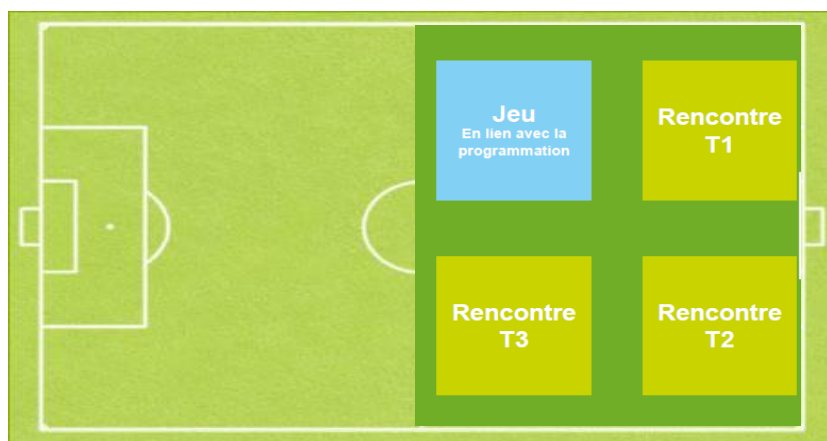 Jeu
En lien avec la
programmation
Rencontre
T1
Rencontre
T3
Rencontre
T2